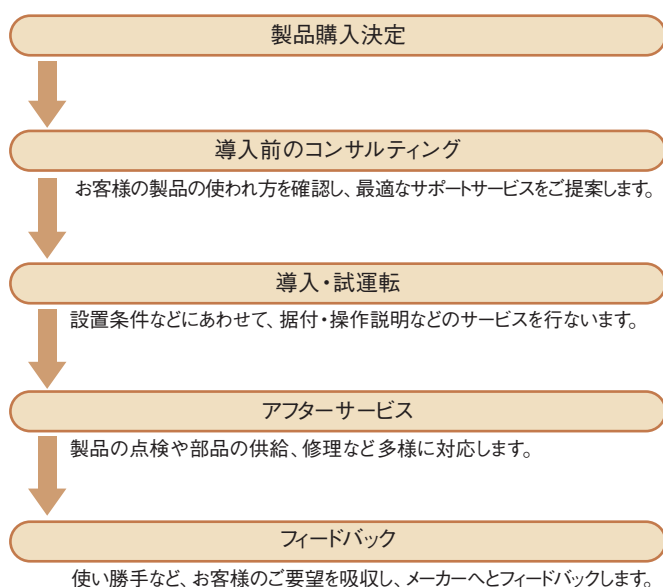 製品購入決定
導入前のコンサルティング
お客様の製品の使われ方を確認し、最適なサポートサービスをご提案します。
導入・試運転
設置条件などにあわせて、据付・操作説明などのサービスを行ないます。
アフターサービス
製品の点検や部品の供給、修理など多様に対応します。
フィードバック
使い勝手など、お客様のご要望を吸収し、メーカーへとフィードバックします。